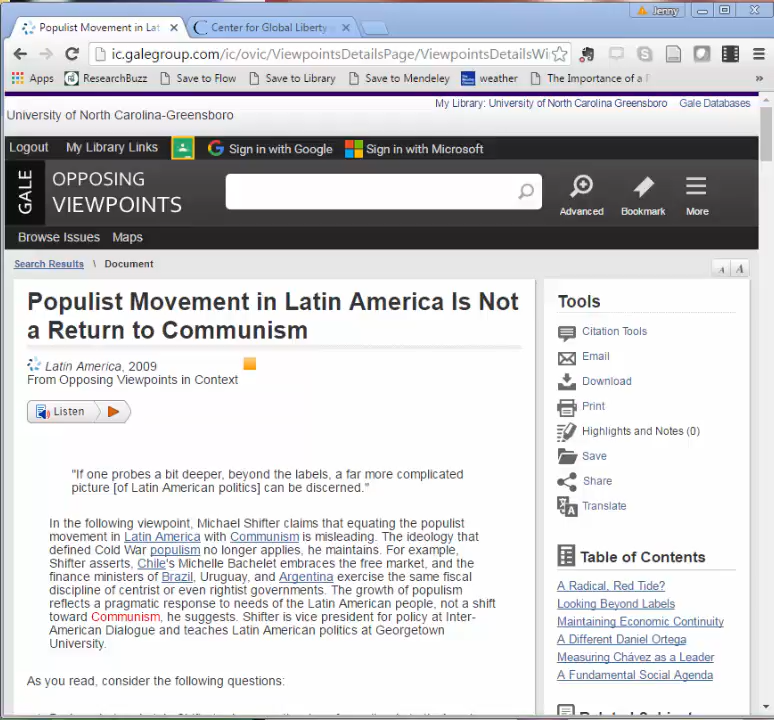 Jenny
Populist Movement in Lat
Center for Global Liberty
ic.galegroup.com/ic/ovic/ViewpointsDetailsPage/ViewpointsDetailsWi
Apps ResearchBuzz Save to Flow Save to Library Save to Mendeley weather The Importance of a
My Library: University of North Carolina Greensboro Gale Databases
University of North Carolina-Greensboro
Logout My Library Links Sign in with Google Sign in with Microsoft
GALE
OPPOSING
VIEWPOINTS
Advanced Bookmark More
Browse Issues Maps
Search Results \ Document
A A
Populist Movement in Latin America Is Not
a Return to Communism
Latin America, 2009
From Opposing Viewpoints in Context
Listen
"If one probes a bit deeper, beyond the labels, a far more complicated
picture [of Latin American politics] can be discerned."
In the following viewpoint, Michael Shifter claims that equating the populist
movement in Latin America with Communism is misleading. The ideology that
defined Cold War populism no longer applies, he maintains. For example,
Shifter asserts, Chile's Michelle Bachelet embraces the free market, and the
finance ministers of Brazil, Uruguay, and Argentina exercise the same fiscal
discipline of centrist or even rightist governments. The growth of populism
reflects a pragmatic response to needs of the Latin American people, not a shift
toward Communism, he suggests. Shifter is vice president for policy at Inter-
American Dialogue and teaches Latin American politics at Georgetown
University.
As you read, consider the following questions:
Tools
Citation Tools
Email
Download
Print
Highlights and Notes (0)
Save
Share
Translate
Table of Contents
A Radical, Red Tide?
Looking Beyond Labels
Maintaining Economic Continuity
A Different Daniel Ortega
Measuring Chávez as a Leader
A Fundamental Social Agenda